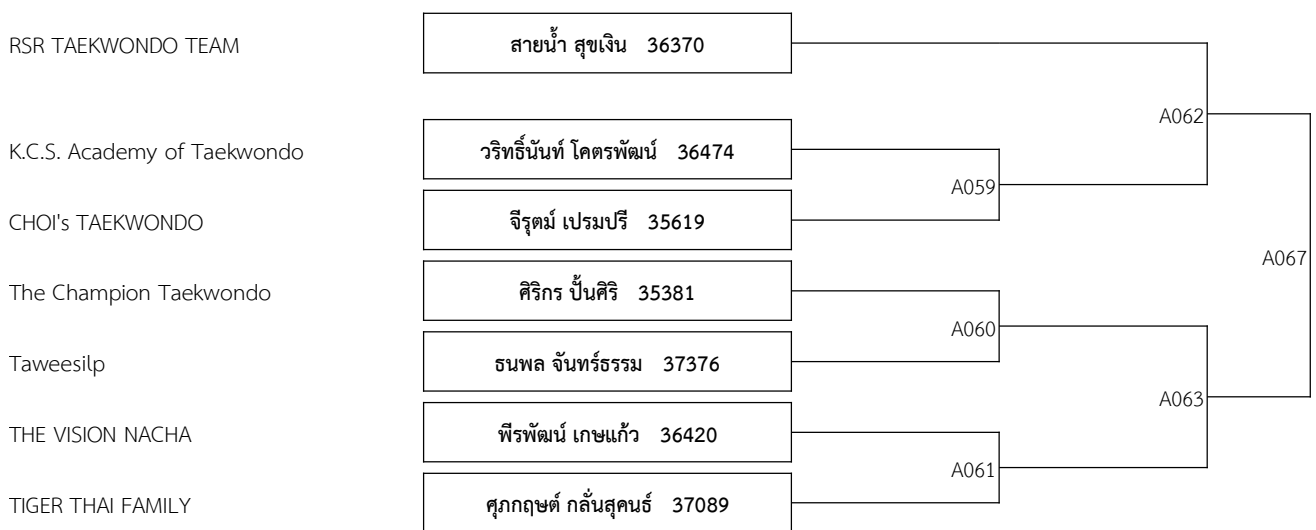 RSR TAEKWONDO TEAM สายน้ำ สุขเงิน 36370
A062
K.C.S. Academy of Taekwondo วริทธิ์นันท์ โคตรพัฒน์ 36474
A059
CHOI's TAEKWONDO จีรุตม์ เปรมปรี 35619
A067
The Champion Taekwondo ศิริกร ปั้นศิริ 35381
A060
Taweesilp ธนพล จันทร์ธรรม 37376
A063
THE VISION NACHA พีรพัฒน์ เกษแก้ว 36420
A061
TIGER THAI FAMILY ศุภกฤษต์ กลั่นสุคนธ์ 37089